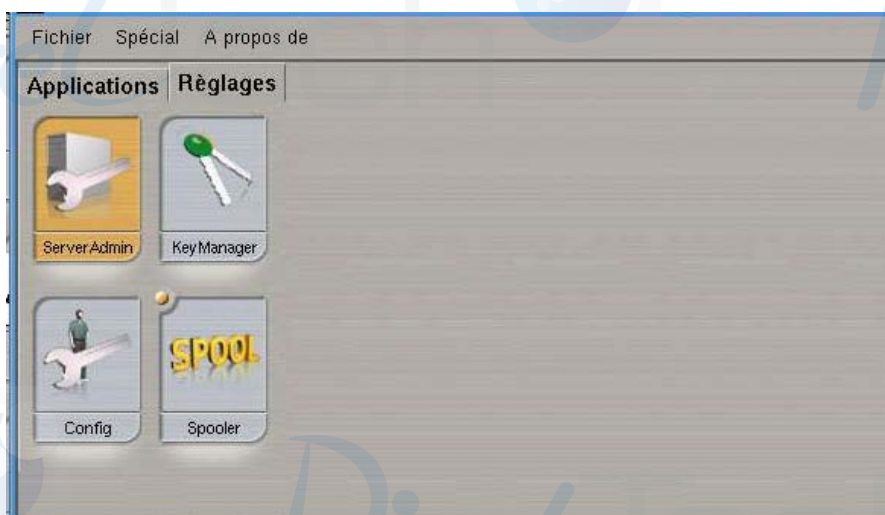 Fichier Spécial A propos de
Applications Règlages
ServerAdmin KeyManager
SPOOL
Config Spooler